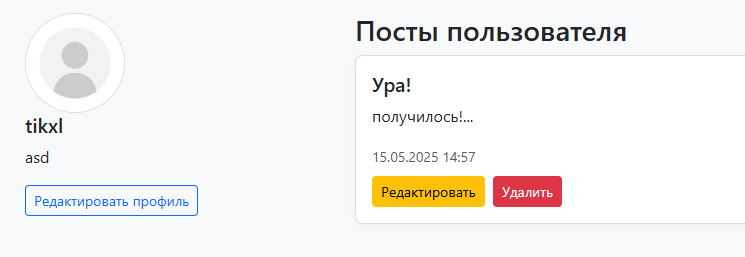 tikxl
asd
Редактировать профиль
Посты пользователя
Ура!
получилось!...
15.05.2025 14:57
Редактировать Удалить